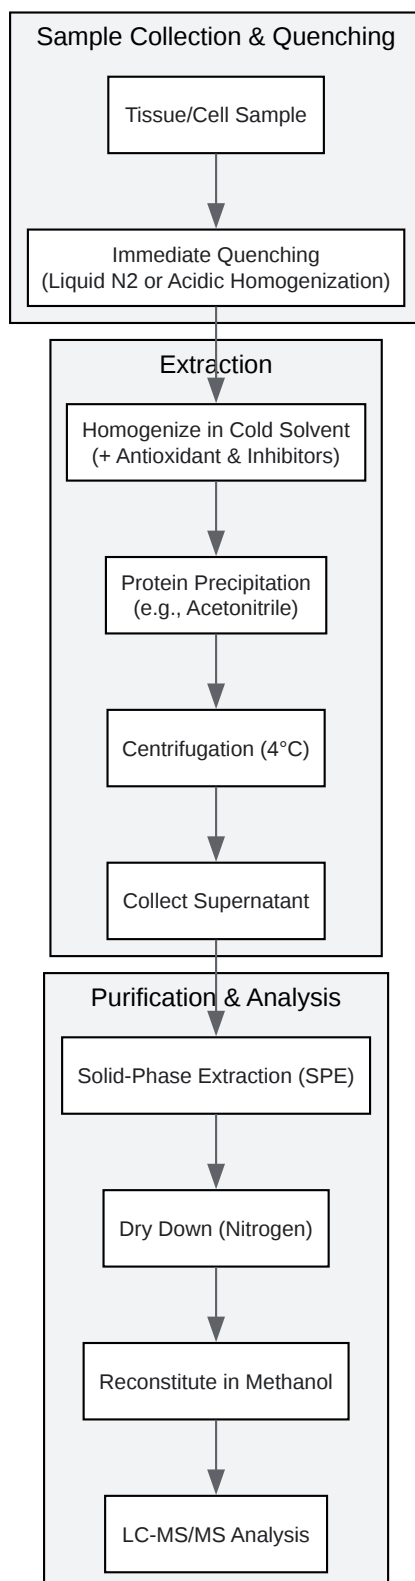 Sample Collection & Quenching
Tissue/Cell Sample
Immediate Quenching
(Liquid N2 or Acidic Homogenization)
Extraction
Homogenize in Cold Solvent
(+ Antioxidant & Inhibitors)
Protein Precipitation
(e.g., Acetonitrile)
Centrifugation (4°C)
Collect Supernatant
Purification & Analysis
Solid-Phase Extraction (SPE)
Dry Down (Nitrogen)
Reconstitute in Methanol
LC-MS/MS Analysis